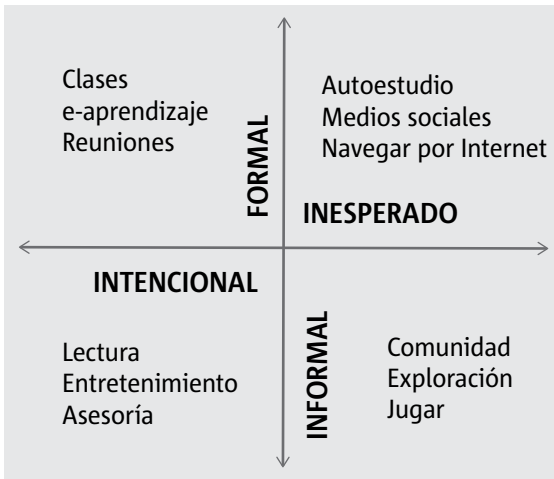 Clases
e-aprendizaje
Reuniones
FORMAL
Autoestudio
Medios sociales
Navegar por Internet
INESPERADO
INTENCIONAL
Lectura
Entretenimiento
Asesoría
INFORMAL
Comunidad
Exploración
Jugar